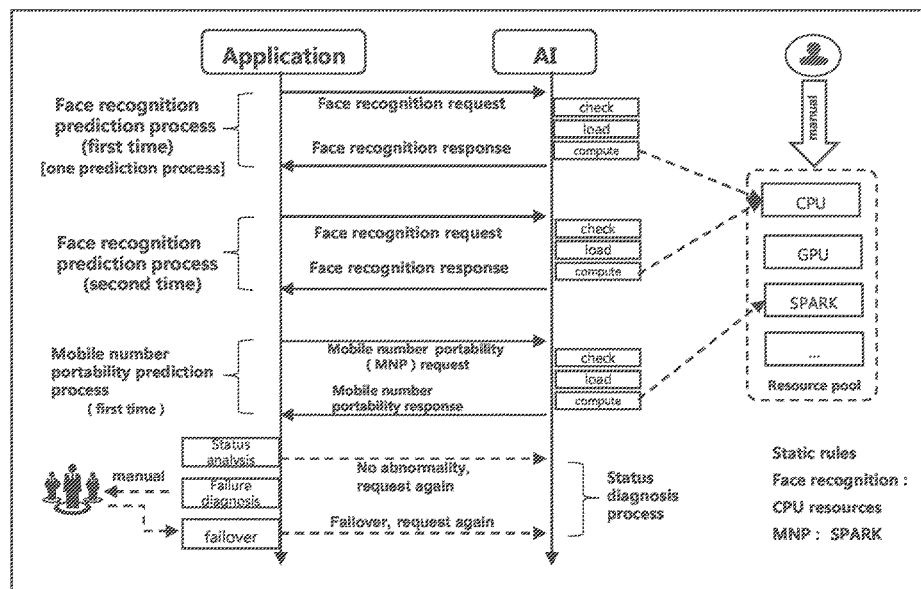 Application
AI
Face recognition
prediction process
(first time)
[one prediction process]
Face recognition request
check
load
compute
Face recognition response
manual
CPU
GPU
SPARK
...
Resource pool
Face recognition
prediction process
(second time)
Face recognition request
check
load
compute
Face recognition response
Mobile number
portability prediction
process
( first time )
Mobile number portability
( MNP ) request
check
load
compute
Mobile number
portability response
Status
analysis
No abnormality,
request again
manual
Failure
diagnosis
failover
Failover, request again
Status
diagnosis
process
Static rules
Face recognition :
CPU resources
MNP : SPARK